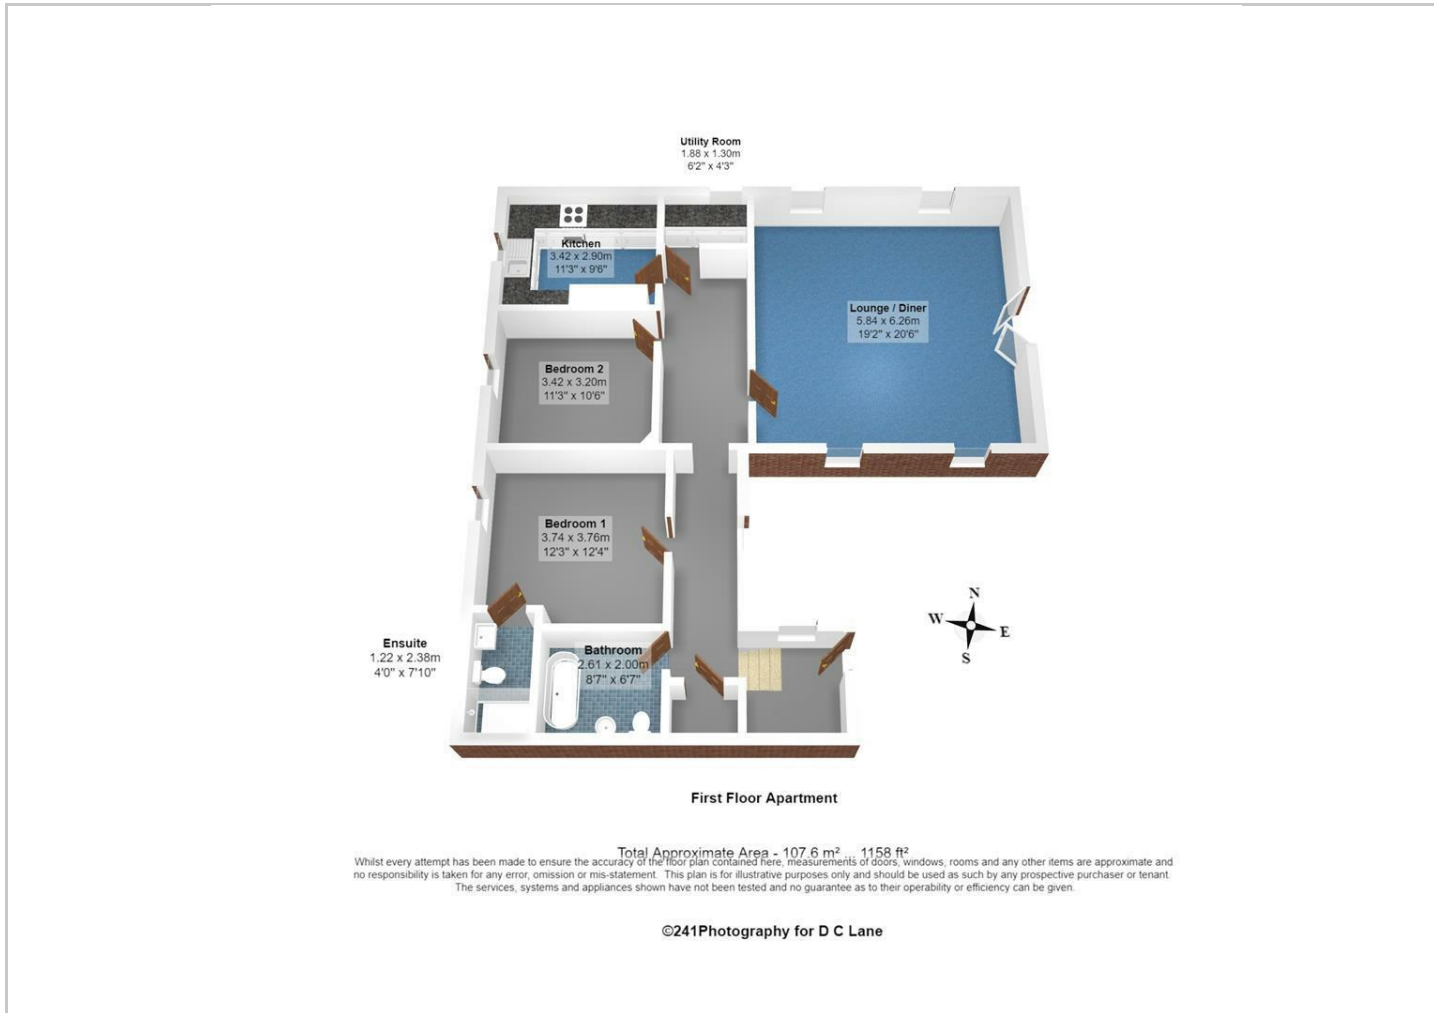 Utility Room
1.88 x 1.30m
6'2" x 4'3"
Kitchen
3.42 x 2.90m
11'3" x 9'6"
Lounge / Diner
5.84 x 6.26m
19'2" x 20'6"
Bedroom 2
3.42 x 3.20m
11'3" x 10'6"
Bedroom 1
3.74 x 3.76m
12'3" x 12'4"
N
W
E
S
Ensuite
1.22 x 2.38m
4'0" x 7'10"
Bathroom
2.61 x 2.00m
8'7" x 6'7"
First Floor Apartment
Total Approximate Area - 107.6 m² ... 1158 ft²
Whilst every attempt has been made to ensure the accuracy of the floor plan contained here, measurements of doors, windows, rooms and any other items are approximate and
no responsibility is taken for any error, omission or mis-statement. This plan is for illustrative purposes only and should be used as such by any prospective purchaser or tenant.
The services, systems and appliances shown have not been tested and no guarantee as to their operability or efficiency can be given.
©241Photography for D C Lane